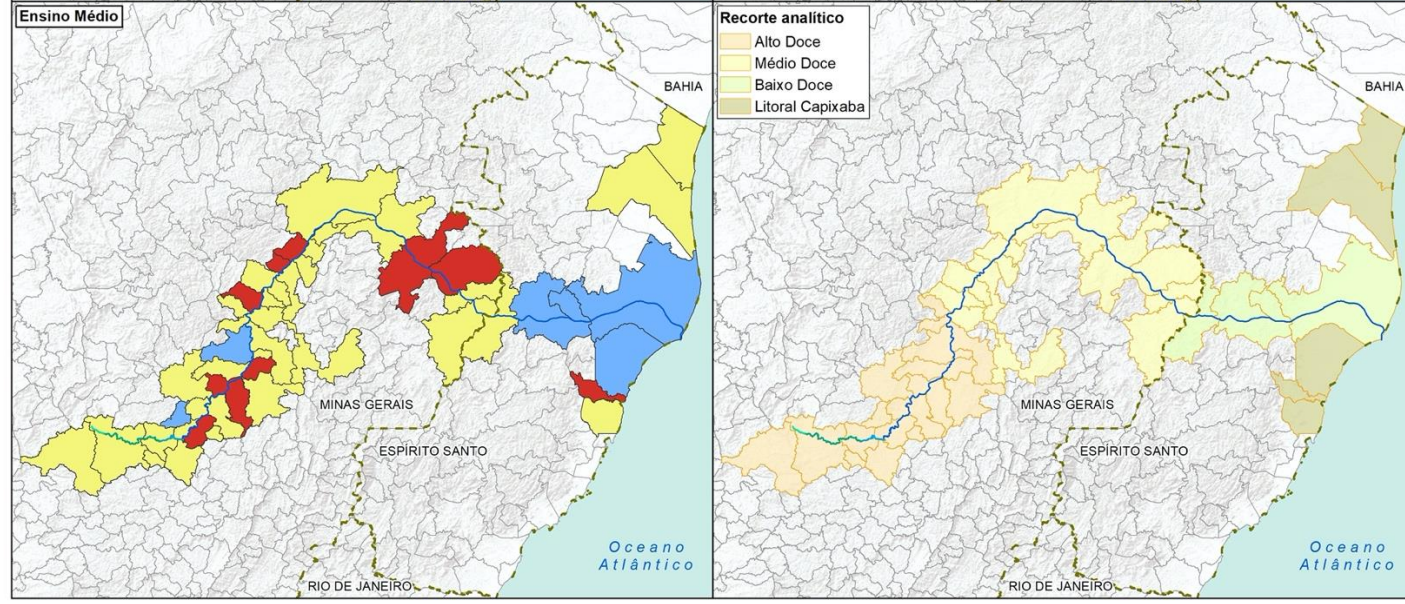 Ensino Médio
BAHIA
MINAS GERAIS
ESPÍRITO SANTO
Oceano
Atlântico
RIO DE JANEIRO
Recorte analítico
Alto Doce
Médio Doce
Baixo Doce
Litoral Capixaba
BAHIA
MINAS GERAIS
ESPÍRITO SANTO
Oceano
Atlântico
RIO DE JANEIRO